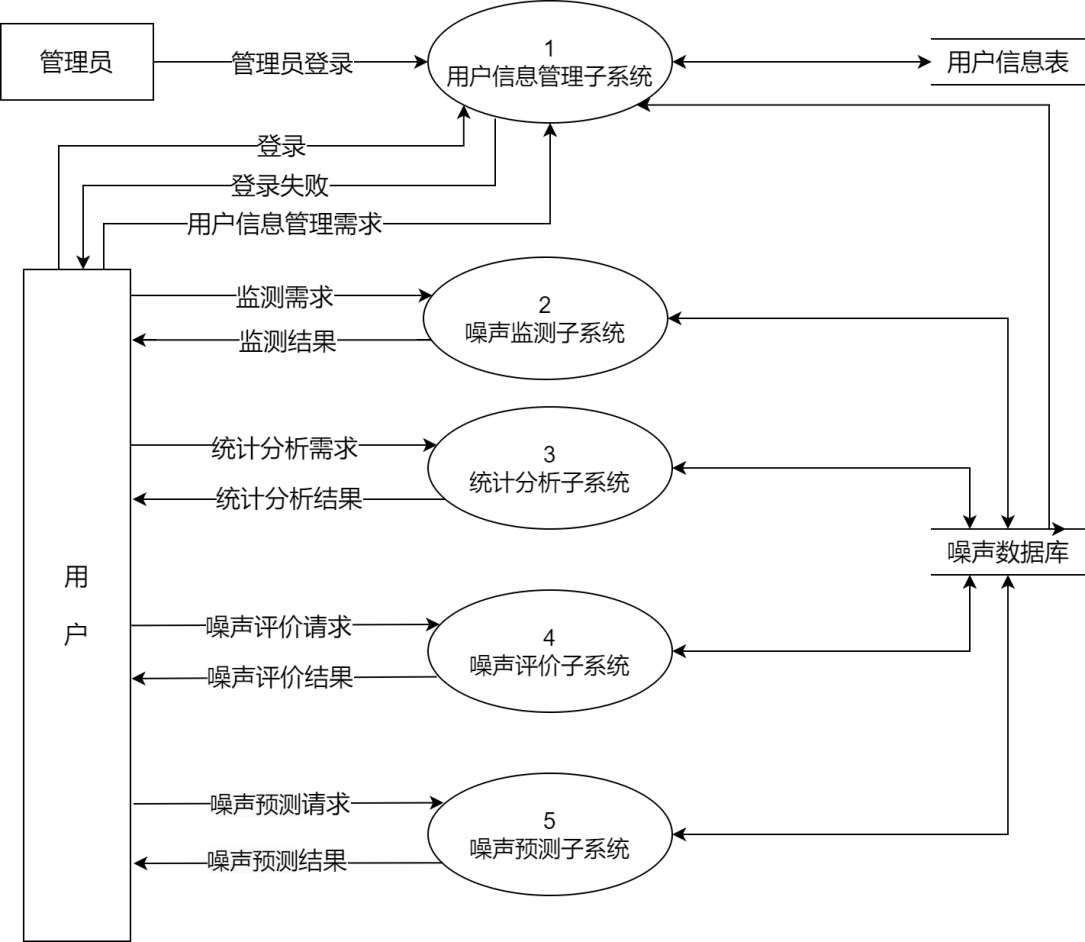 管理员
管理员登录
1
用户信息管理子系统
用户信息表
登录
登录失败
用户信息管理需求
监测需求
2
噪声监测子系统
监测结果
统计分析需求
3
统计分析子系统
统计分析结果
噪声数据库
用
户
噪声评价请求
4
噪声评价子系统
噪声评价结果
噪声预测请求
5
噪声预测子系统
噪声预测结果